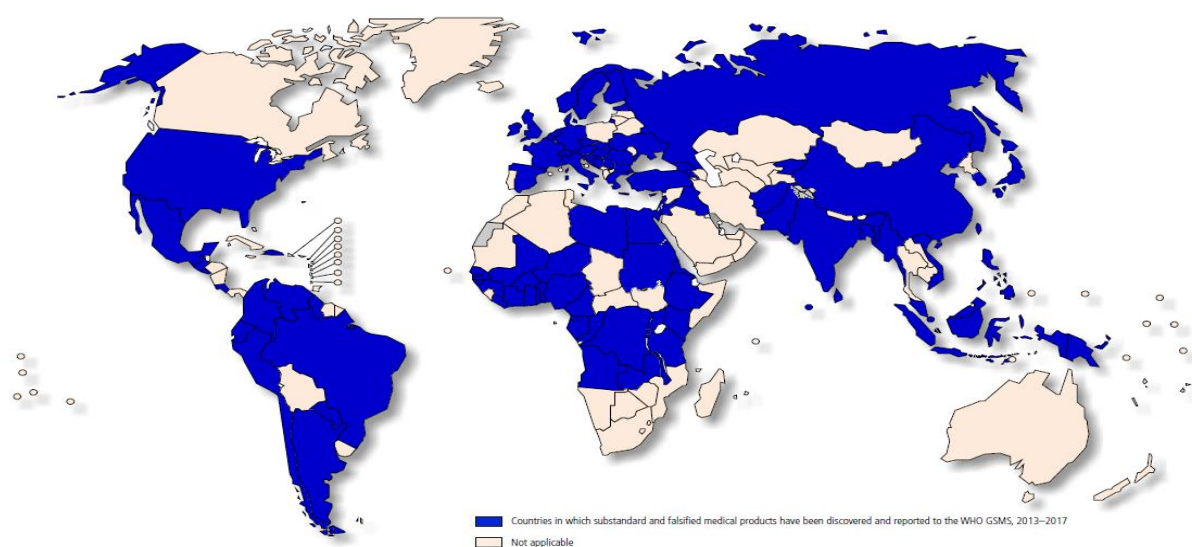 Countries in which substandard and falsified medical products have been discovered and reported to the WHO GSMS, 2013–2017
Not applicable